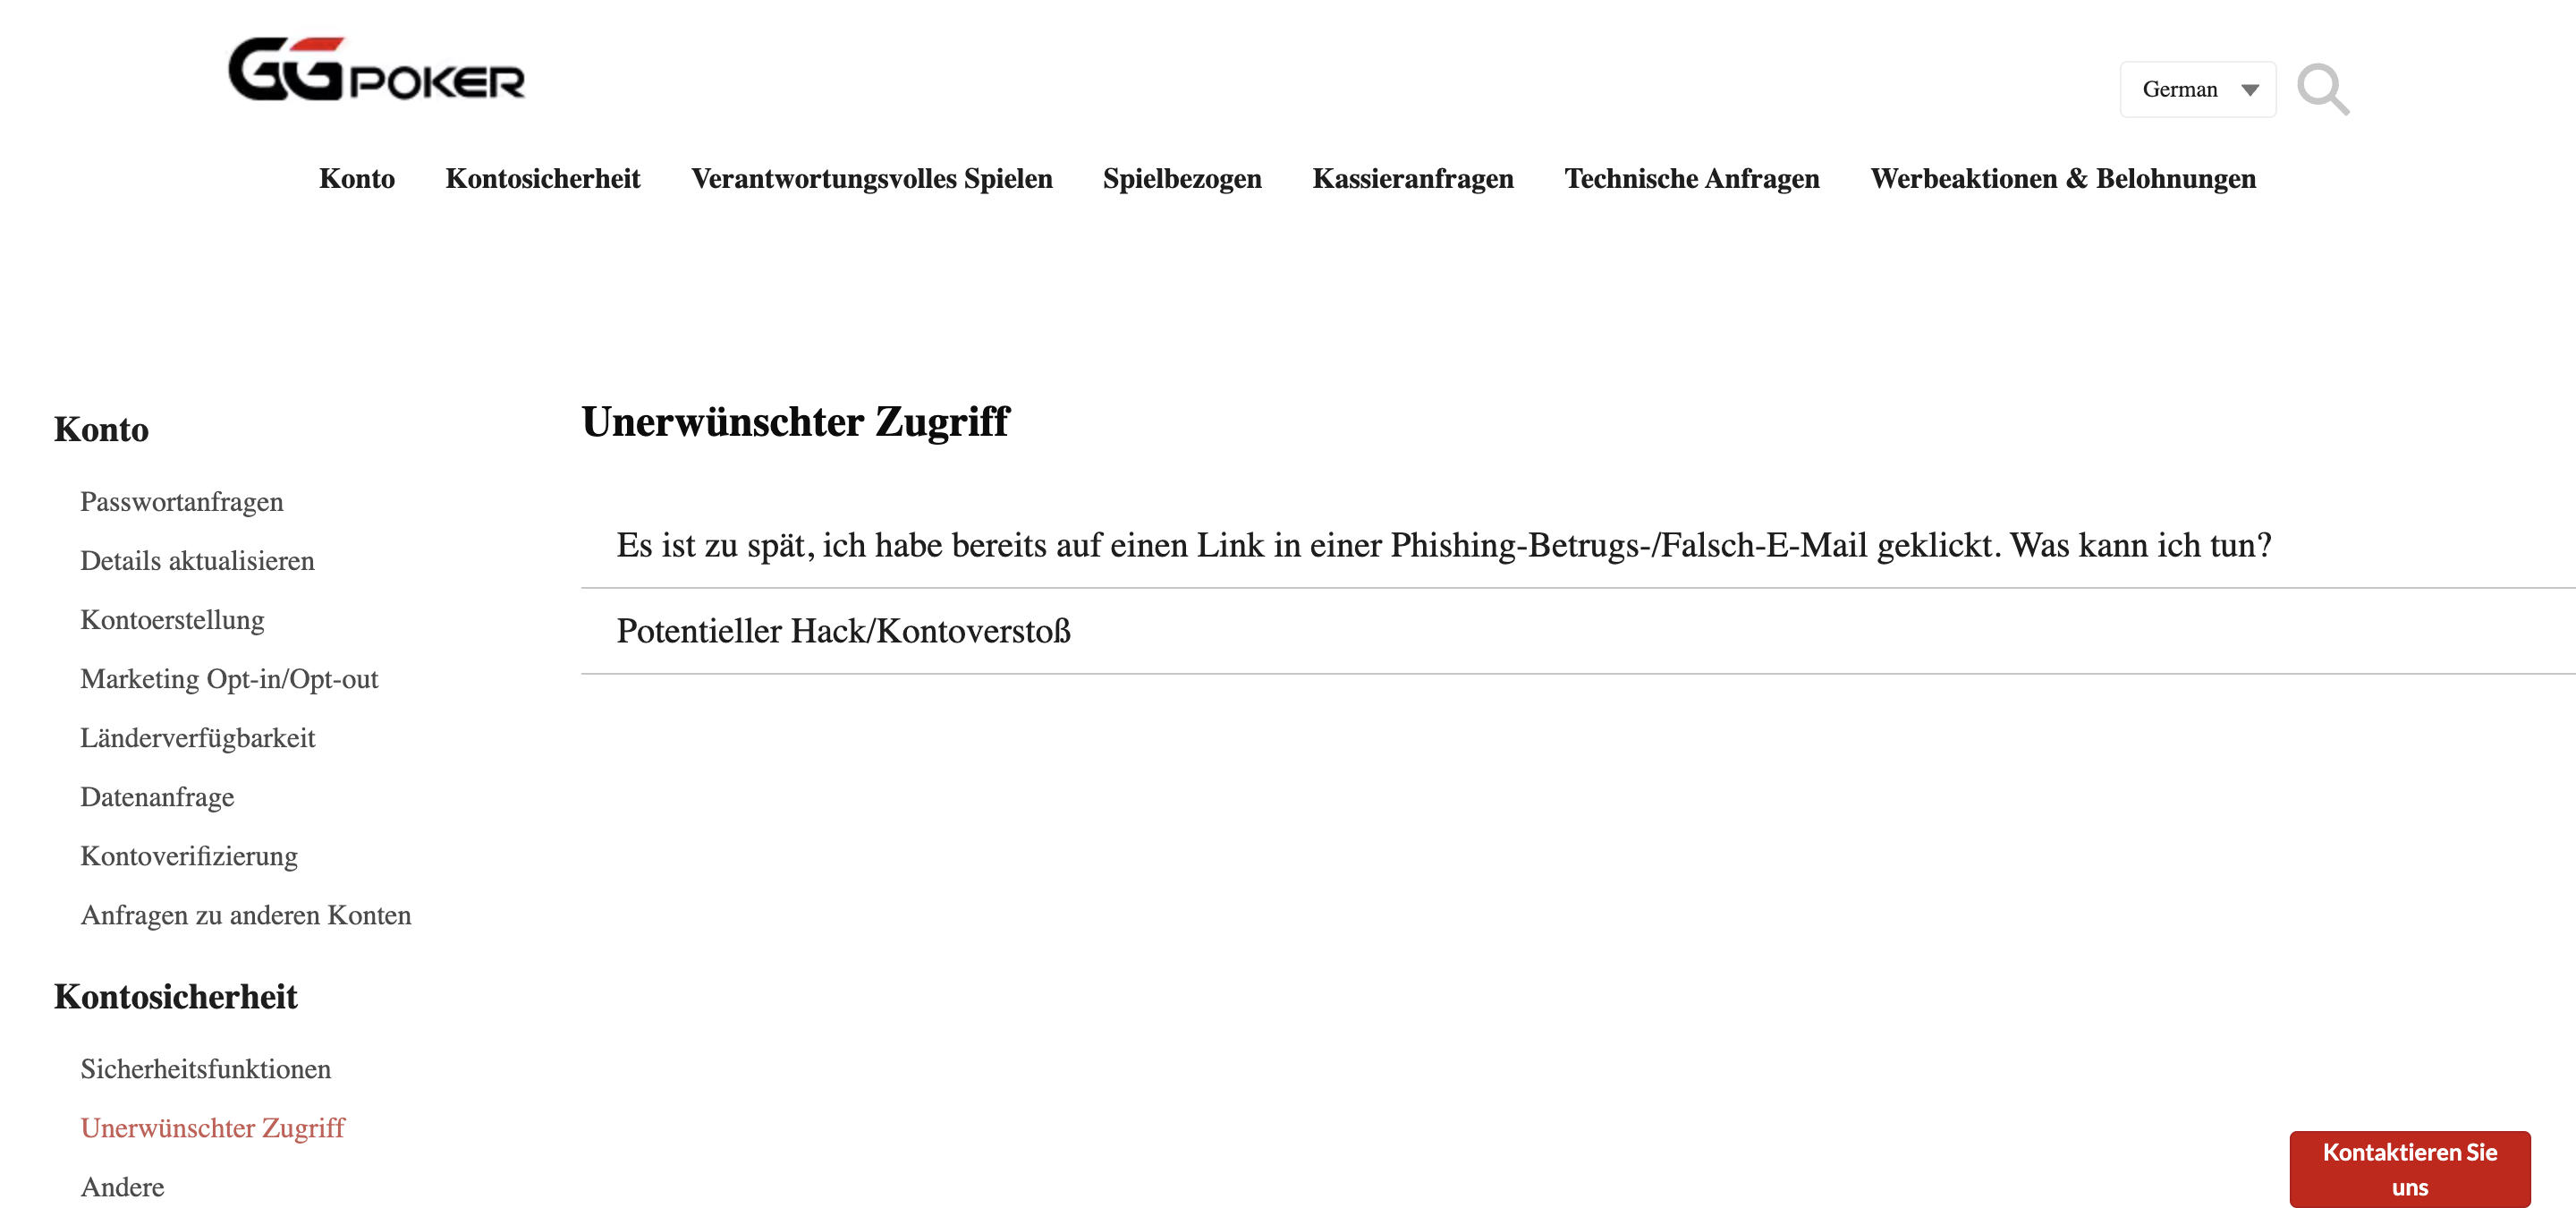 GGPOKER
German
Konto Kontosicherheit Verantwortungsvolles Spielen Spielbezogen Kassieranfragen Technische Anfragen Werbeaktionen & Belohnungen
Konto
Passwortanfragen
Details aktualisieren
Kontoerstellung
Marketing Opt-in/Opt-out
Länderverfügbarkeit
Datenanfrage
Kontoverifizierung
Anfragen zu anderen Konten
Kontosicherheit
Sicherheitsfunktionen
Unerwünschter Zugriff
Andere
Unerwünschter Zugriff
Es ist zu spät, ich habe bereits auf einen Link in einer Phishing-Betrugs-/Falsch-E-Mail geklickt. Was kann ich tun?
Potentieller Hack/Kontoverstoß
Kontaktieren Sie
uns